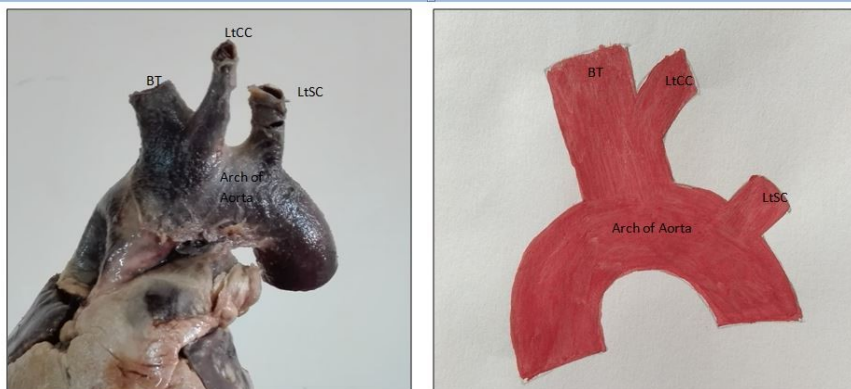 LtCC
BT
LtSC
Arch of
Aorta
BT
LtCC
LtSC
Arch of Aorta